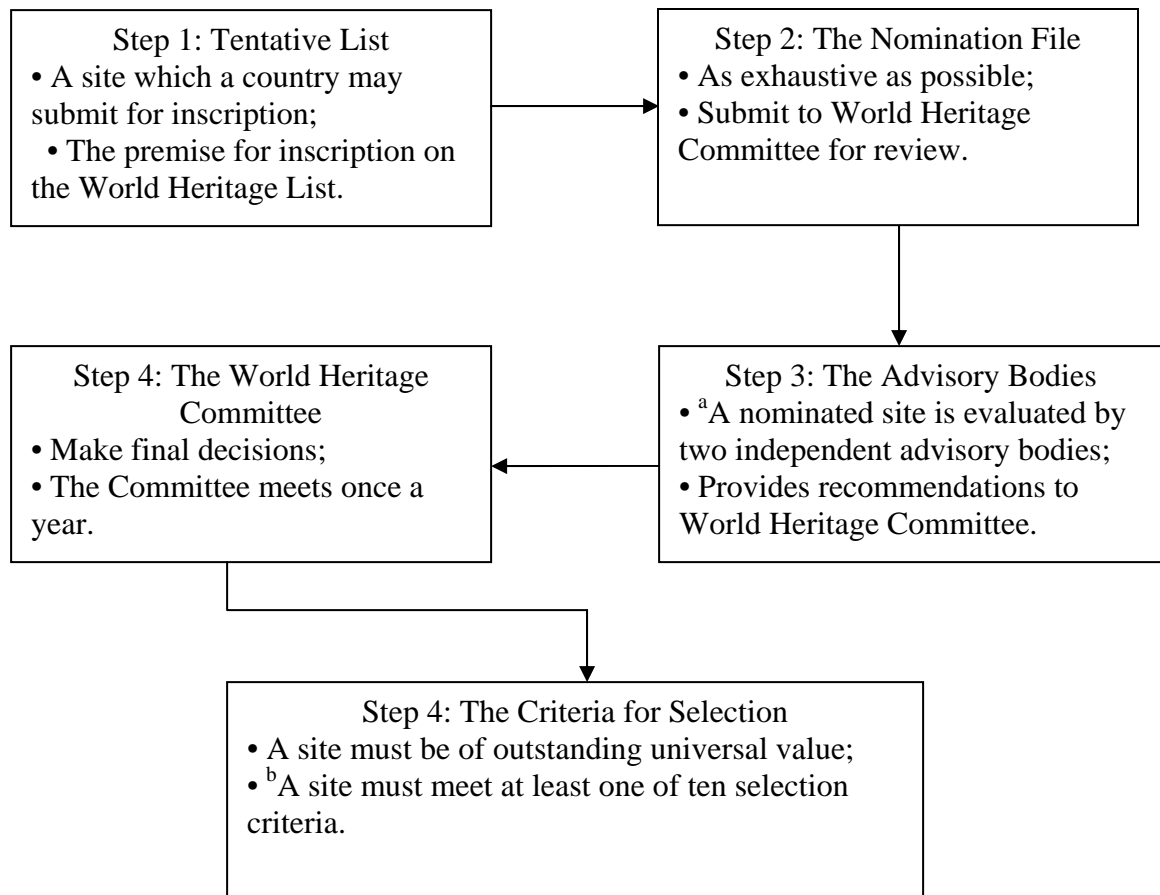 Step 1: Tentative List
• A site which a country may
submit for inscription;
• The premise for inscription on
the World Heritage List.
Step 2: The Nomination File
• As exhaustive as possible;
• Submit to World Heritage
Committee for review.
Step 3: The Advisory Bodies
• ᵃA nominated site is evaluated by
two independent advisory bodies;
• Provides recommendations to
World Heritage Committee.
Step 4: The World Heritage
Committee
• Make final decisions;
• The Committee meets once a
year.
Step 4: The Criteria for Selection
• A site must be of outstanding universal value;
• ᵇA site must meet at least one of ten selection
criteria.